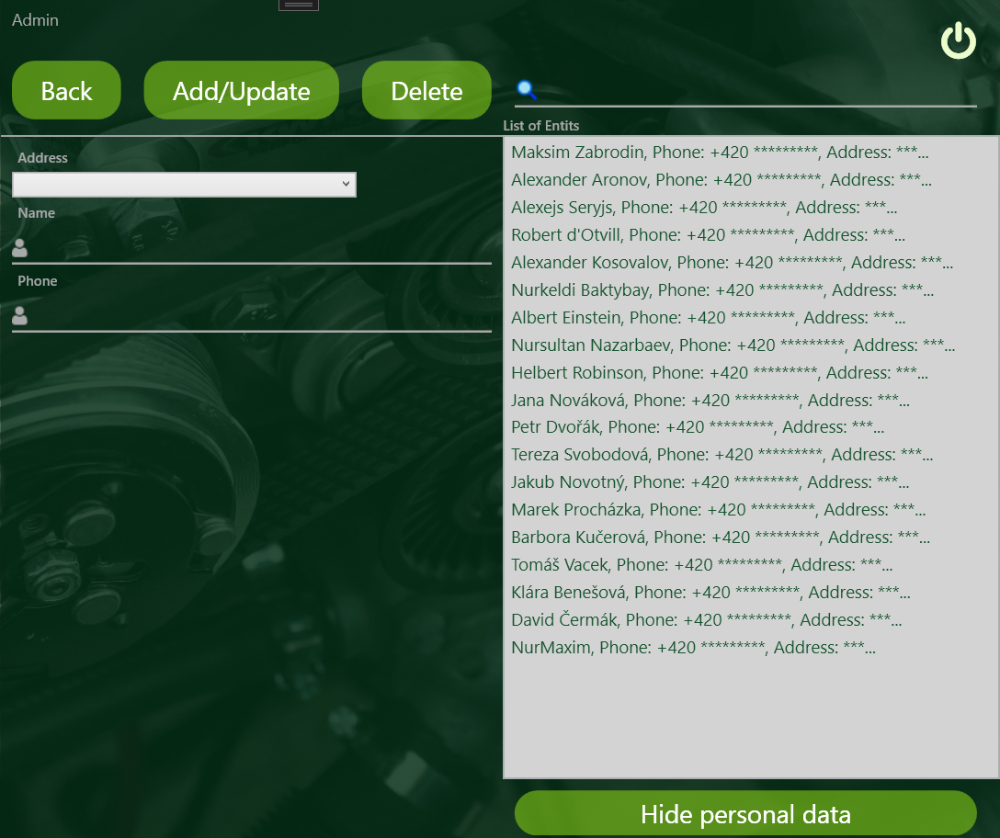 Admin
Back
Add/Update
Delete
List of Entits
Address
Name
Phone
Maksim Zabrodin, Phone: +420 *********, Address: ***...
Alexander Aronov, Phone: +420 *********, Address: ***...
Alexejs Seryjs, Phone: +420 *********, Address: ***...
Robert d'Otvill, Phone: +420 *********, Address: ***...
Alexander Kosovalov, Phone: +420 *********, Address: ***...
Nurkeldi Baktybay, Phone: +420 *********, Address: ***...
Albert Einstein, Phone: +420 *********, Address: ***...
Nursultan Nazarbaev, Phone: +420 *********, Address: ***...
Helbert Robinson, Phone: +420 *********, Address: ***...
Jana Nováková, Phone: +420 *********, Address: ***...
Petr Dvořák, Phone: +420 *********, Address: ***...
Tereza Svobodová, Phone: +420 *********, Address: ***...
Jakub Novotný, Phone: +420 *********, Address: ***...
Marek Procházka, Phone: +420 *********, Address: ***...
Barbora Kučerová, Phone: +420 *********, Address: ***...
Tomáš Vacek, Phone: +420 *********, Address: ***...
Klára Benešová, Phone: +420 *********, Address: ***...
David Čermák, Phone: +420 *********, Address: ***...
NurMaxim, Phone: +420 *********, Address: ***...
Hide personal data